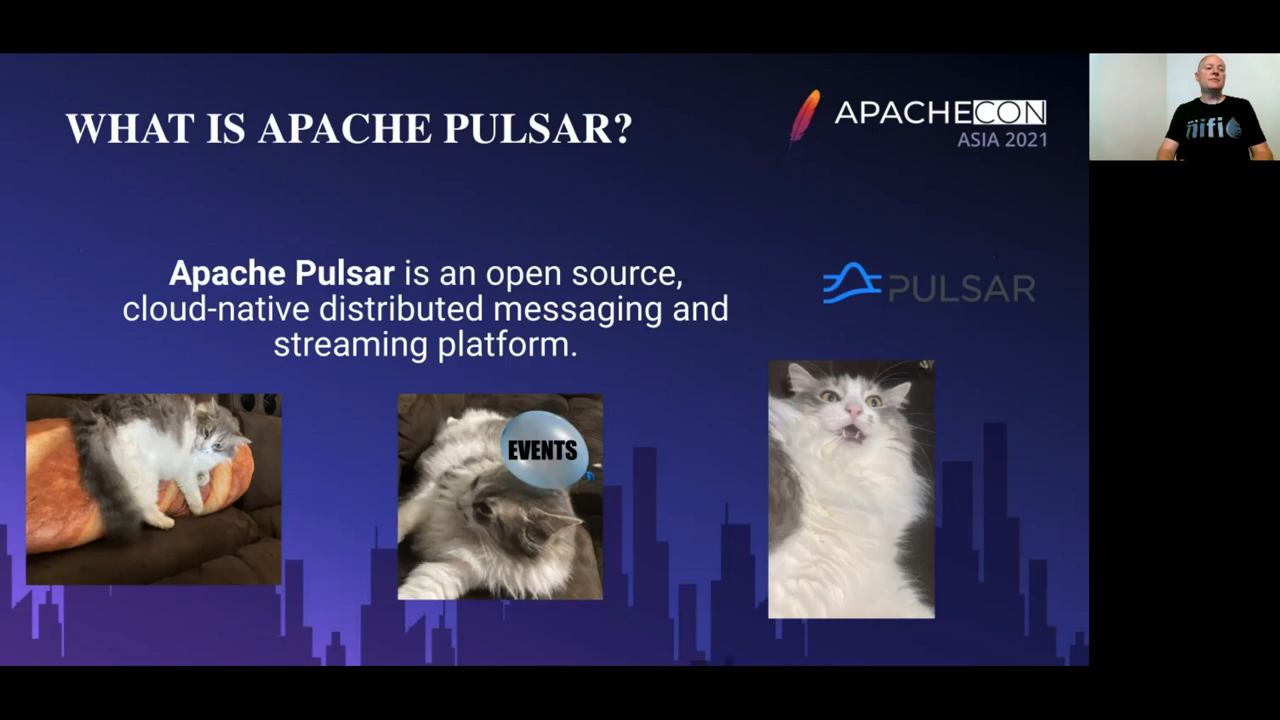 WHAT IS APACHE PULSAR?
APACHECON
ASIA 2021
Apache Pulsar is an open source,
cloud-native distributed messaging and
streaming platform.
PULSAR
EVENTS
nifi